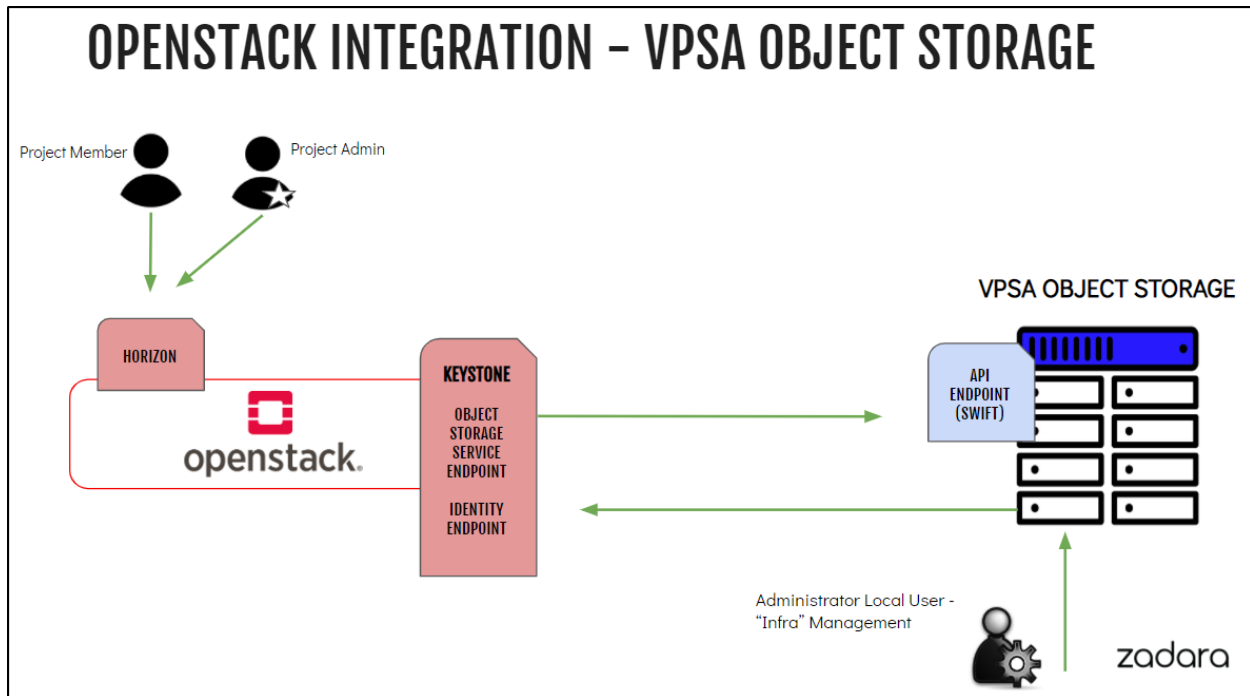 OPENSTACK INTEGRATION – VPSA OBJECT STORAGE
Project Member
Project Admin
VPSA OBJECT STORAGE
HORIZON
KEYSTONE
OBJECT
STORAGE
SERVICE
ENDPOINT
IDENTITY
ENDPOINT
openstack.
API
ENDPOINT
(SWIFT)
Administrator Local User -
“Infra” Management
zadara